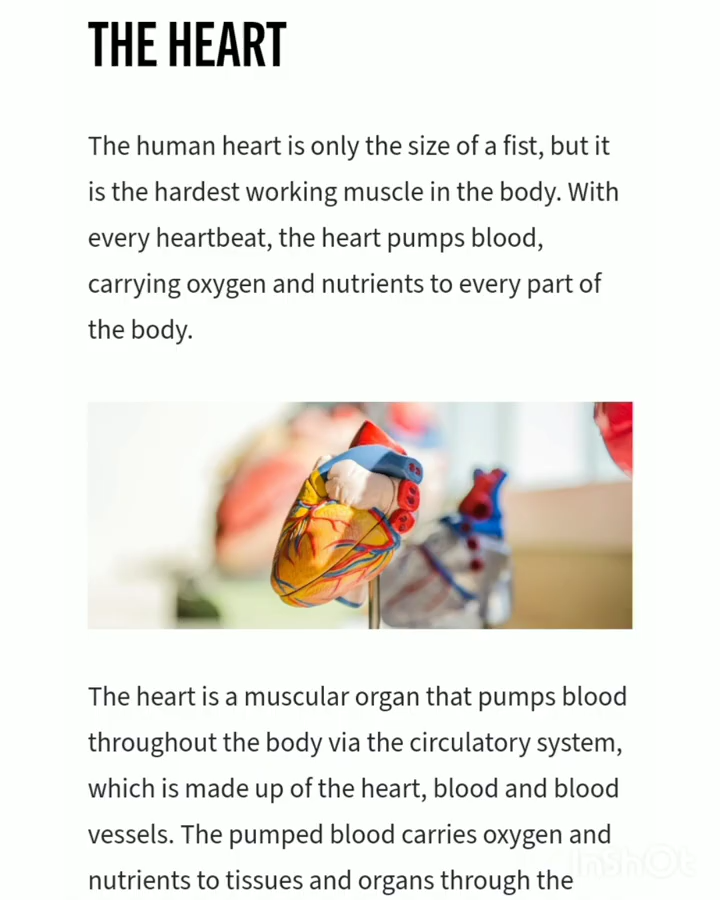 THE HEART
The human heart is only the size of a fist, but it
is the hardest working muscle in the body. With
every heartbeat, the heart pumps blood,
carrying oxygen and nutrients to every part of
the body.
The heart is a muscular organ that pumps blood
throughout the body via the circulatory system,
which is made up of the heart, blood and blood
vessels. The pumped blood carries oxygen and
InShOt
nutrients to tissues and organs through the